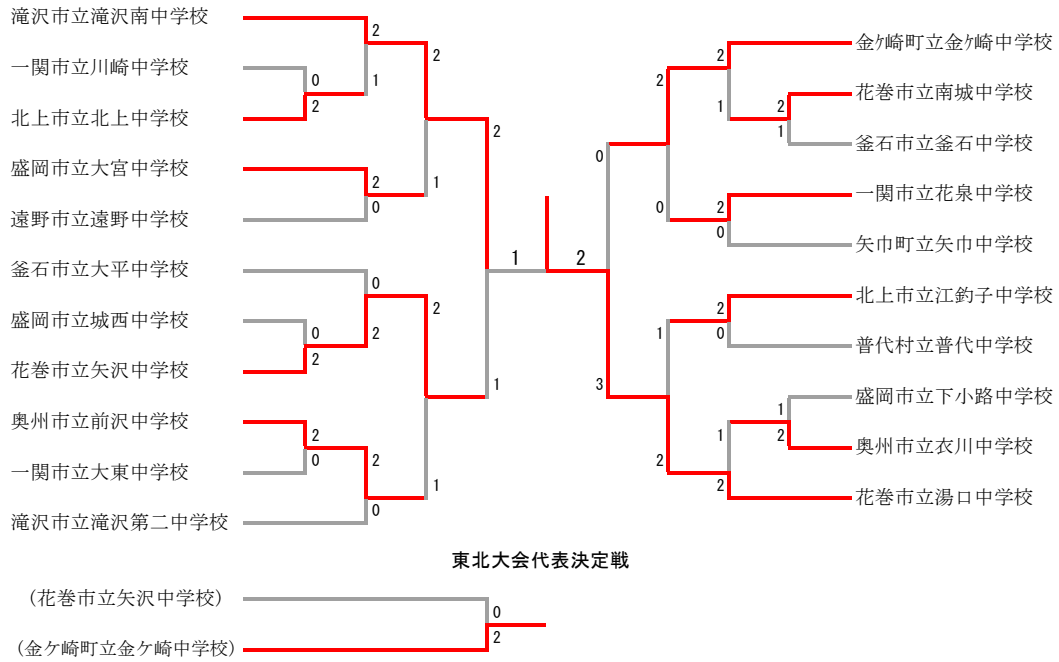 滝沢市立滝沢南中学校
一関市立川崎中学校
北上市立北上中学校
盛岡市立大宮中学校
遠野市立遠野中学校
釜石市立大平中学校
盛岡市立城西中学校
花巻市立矢沢中学校
奥州市立前沢中学校
一関市立大東中学校
滝沢市立滝沢第二中学校
2
0
1
2
2
2
2
0
1
0
0
2
2
2
0
2
1
0
2
1
1
2
金ケ崎町立金ケ崎中学校
花巻市立南城中学校
釜石市立釜石中学校
一関市立花泉中学校
矢巾町立矢巾中学校
北上市立江釣子中学校
普代村立普代中学校
盛岡市立下小路中学校
奥州市立衣川中学校
花巻市立湯口中学校
2
2
1
2
1
0
0
2
0
2
1
0
3
1
1
2
2
2
東北大会代表決定戦
(花巻市立矢沢中学校)
0
2
(金ケ崎町立金ケ崎中学校)